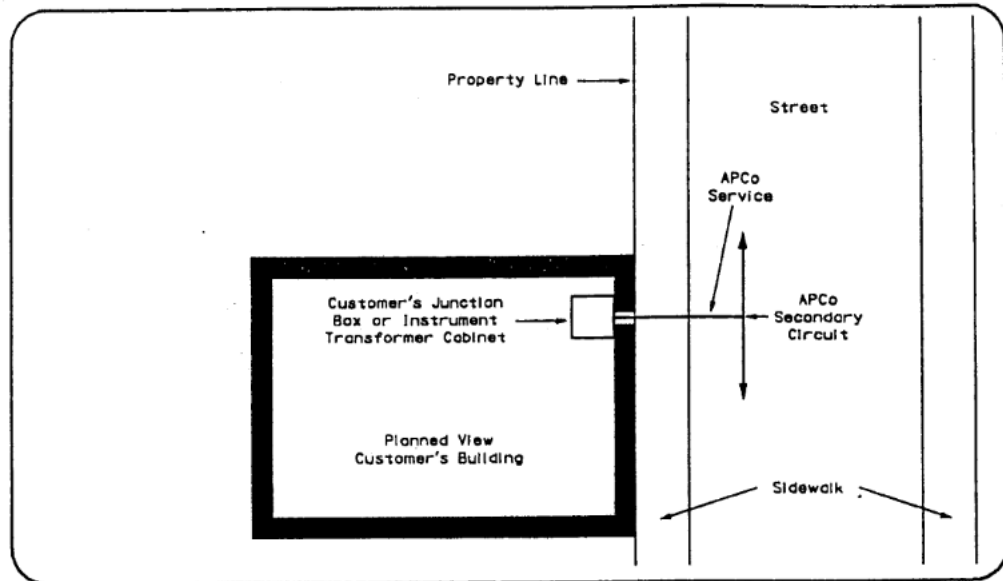 Property Line
Street
APCo
Service
Customer's Junction
Box or Instrument
Transformer Cabinet
APCo
Secondary
Circuit
Planned View
Customer's Building
Sidewalk